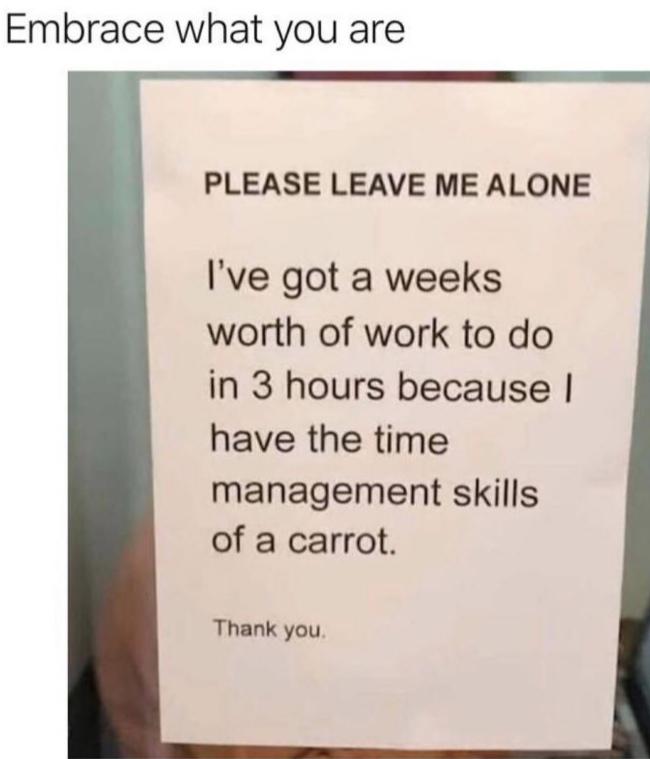 Embrace what you are
PLEASE LEAVE ME ALONE
I've got a weeks
worth of work to do
in 3 hours because I
have the time
management skills
of a carrot.
Thank you.